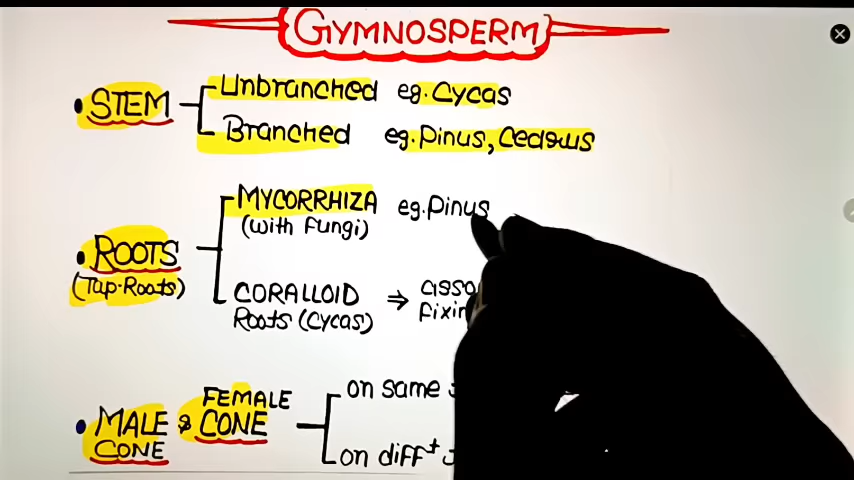 GYMNOSPERM
• STEM
Unbranched eg. Cycas
Branched eg. Pinus, Cedrus
• ROOTS
(Tap-Roots)
MYCORRHIZA eg. Pinus
(with Fungi)
CORALLOID ⇒
Roots (Cycas)
• MALE & FEMALE
CONE CONE
on same
on difft